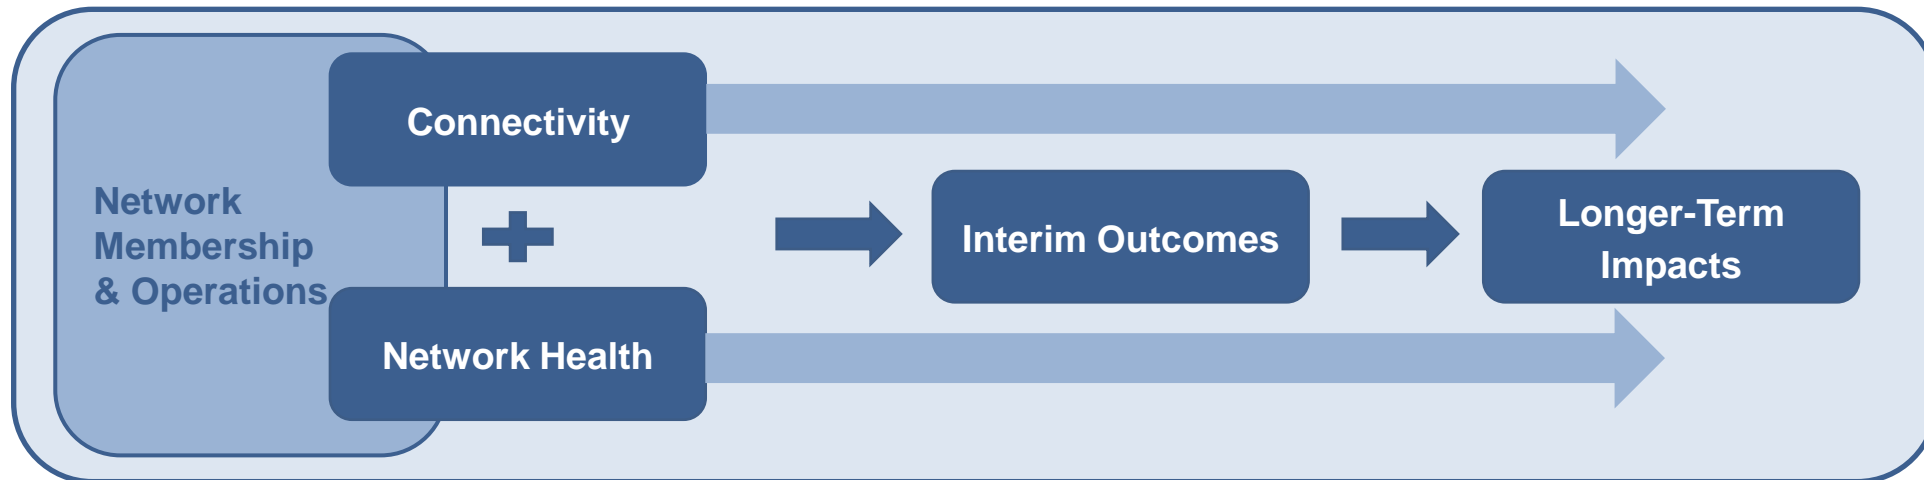 Network
Membership
& Operations
Connectivity
Network Health
Interim Outcomes
Longer-Term
Impacts